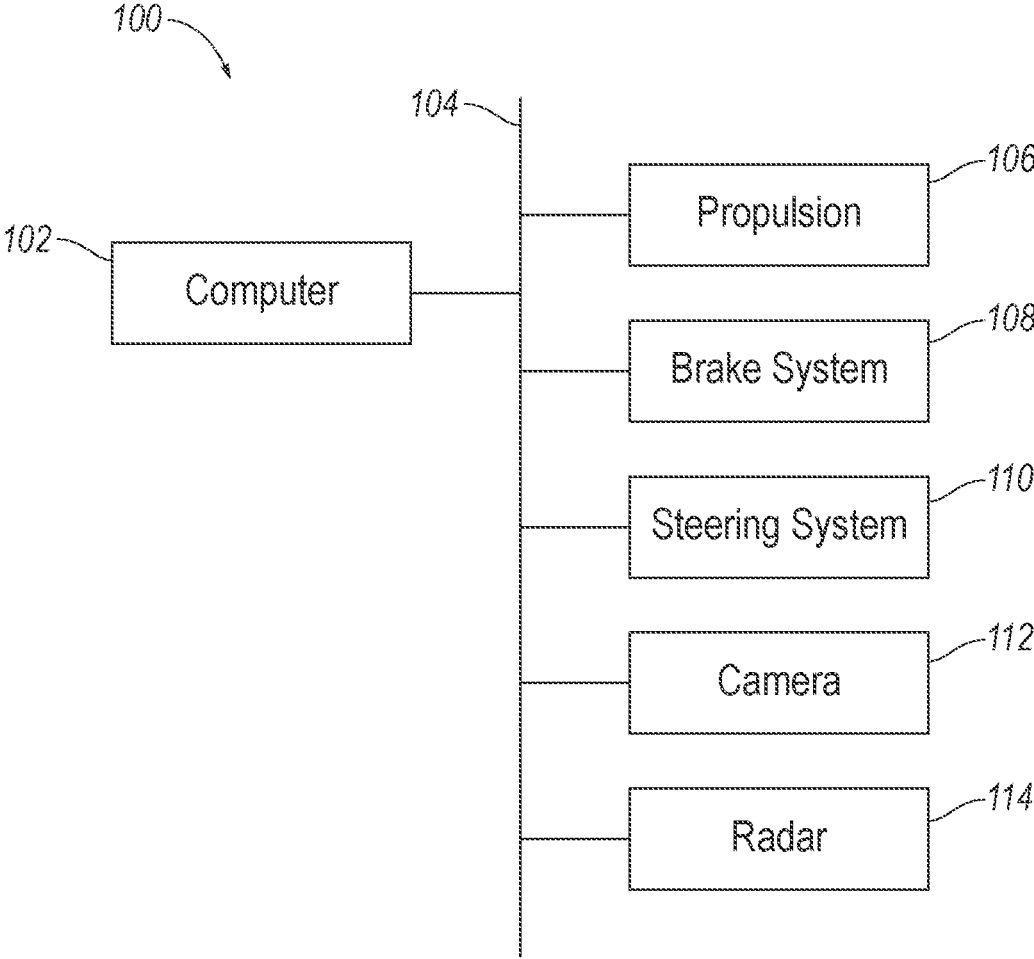 100
104
106
Propulsion
102
Computer
108
Brake System
110
Steering System
112
Camera
114
Radar